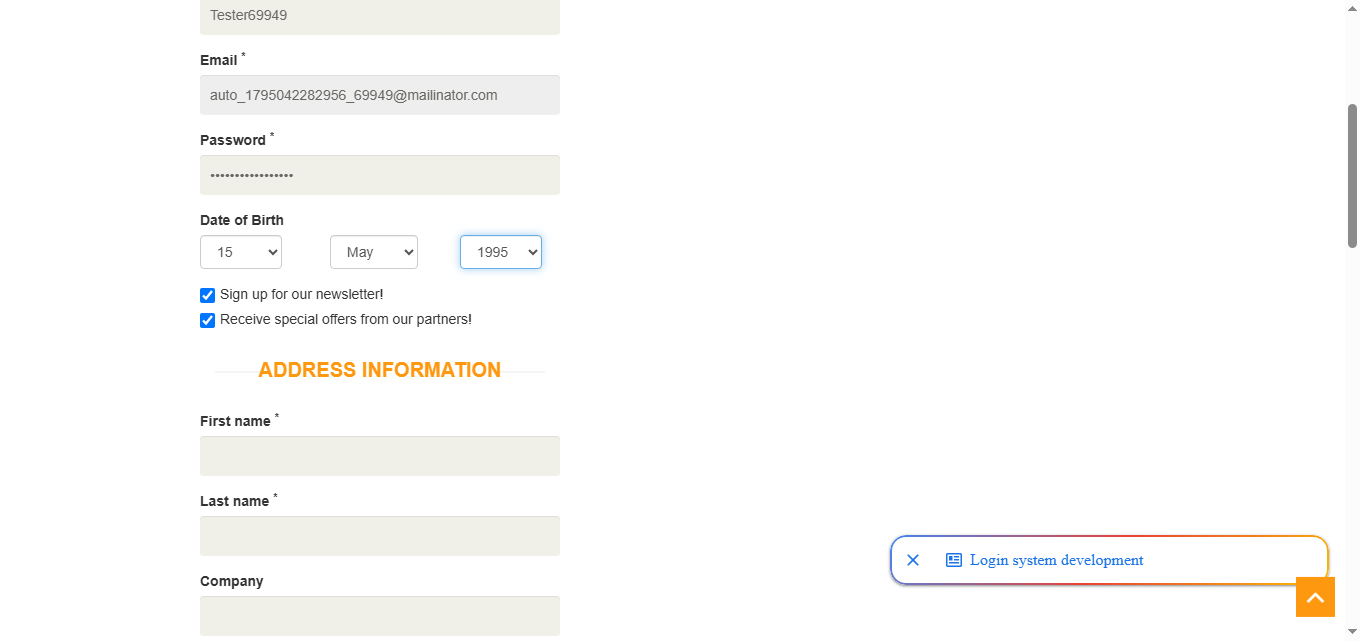 Tester69949
Email *
auto_1795042282956_69949@mailinator.com
Password *
•••••••••••••••••
Date of Birth
15 May 1995
Sign up for our newsletter!
Receive special offers from our partners!
ADDRESS INFORMATION
First name *
Last name *
Login system development
Company